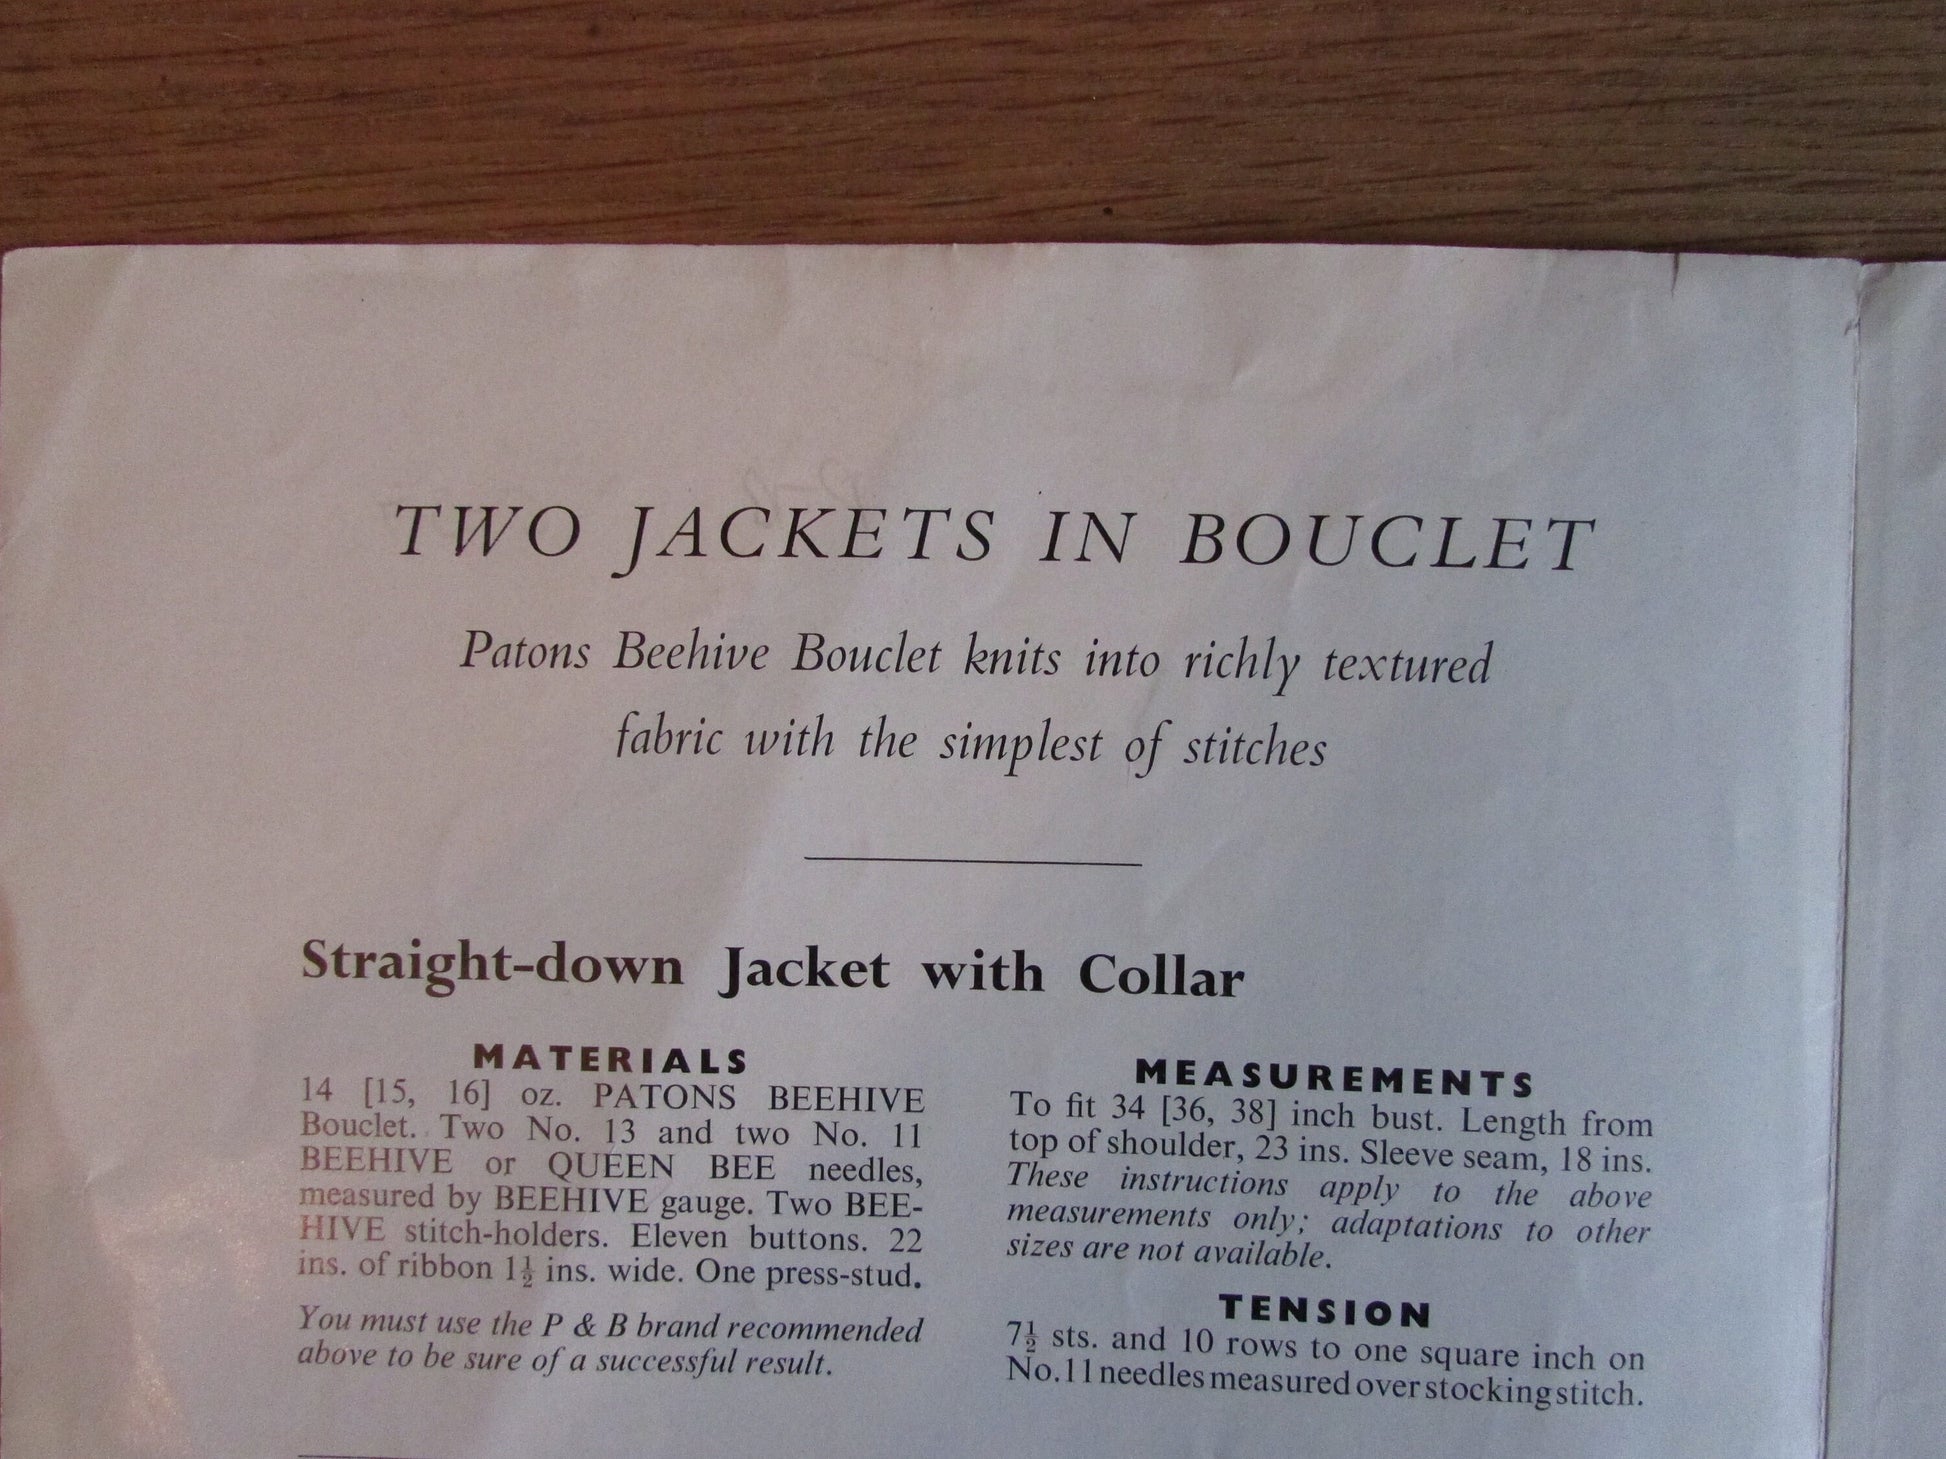 TWO JACKETS IN BOUCLET
Patons Beehive Bouclet knits into richly textured
fabric with the simplest of stitches
Straight-down Jacket with Collar
MATERIALS
14 [15, 16] oz. PATONS BEEHIVE
Bouclet. Two No. 13 and two No. 11
BEEHIVE or QUEEN BEE needles,
measured by BEEHIVE gauge. Two BEE-
HIVE stitch-holders. Eleven buttons. 22
ins. of ribbon 1½ ins. wide. One press-stud.
You must use the P & B brand recommended
above to be sure of a successful result.
MEASUREMENTS
To fit 34 [36, 38] inch bust. Length from
top of shoulder, 23 ins. Sleeve seam, 18 ins.
These instructions apply to the above
measurements only; adaptations to other
sizes are not available.
TENSION
7½ sts. and 10 rows to one square inch on
No. 11 needles measured over stocking stitch.